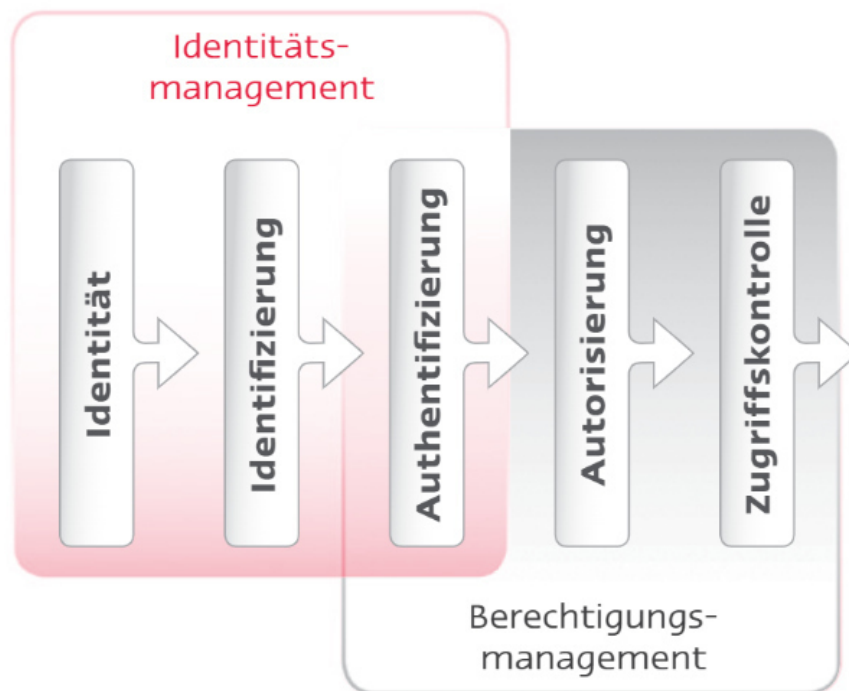 Identitäts-
management
Identität
Identifizierung
Authentifizierung
Autorisierung
Zugriffskontrolle
Berechtigungs-
management